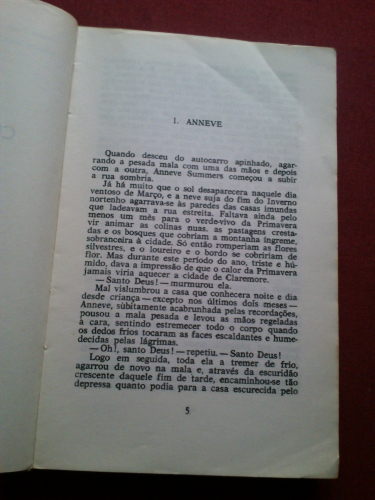 1. ANNEVE
Quando desceu do autocarro apinhado, agar-
rando a pesada mala com uma das mãos e depois
com a outra, Anneve Summers começou a subir
a rua sombria.
Já há muito que o sol desaparecera naquele dia
ventoso de Março, e a neve suja do fim do Inverno
nortenho agarrava-se às paredes das casas imundas
que ladeavam a rua estreita. Faltava ainda pelo
menos um mês para o verde-vivo da Primavera
vir animar as colinas nuas, as pastagens cresta-
das e os bosques que cobriam a montanha íngreme,
sobranceira à cidade. Só então romperiam as flores
silvestres, e o loureiro e o bordo se cobririam de
flor. Mas durante este período do ano, triste e hú-
mido, dava a impressão de que o calor da Primavera
jamais viria aquecer a cidade de Claremore.
— Santo Deus! — murmurou ela.
Mal vislumbrou a casa que conhecera noite e dia
desde criança — excepto nos últimos dois meses —
Anneve, sùbitamente acabrunhada pelas recordações,
pousou a mala pesada e levou as mãos regeladas
à cara, sentindo estremecer todo o corpo quando
os dedos frios tocaram as faces escaldantes e hume-
decidas pelas lágrimas.
— Oh!, santo Deus! — repetiu. — Santo Deus!
Logo em seguida, toda ela a tremer de frio,
agarrou de novo na mala e, através da escuridão
crescente daquele fim de tarde, encaminhou-se tão
depressa quanto podia para a casa escurecida pelo
5